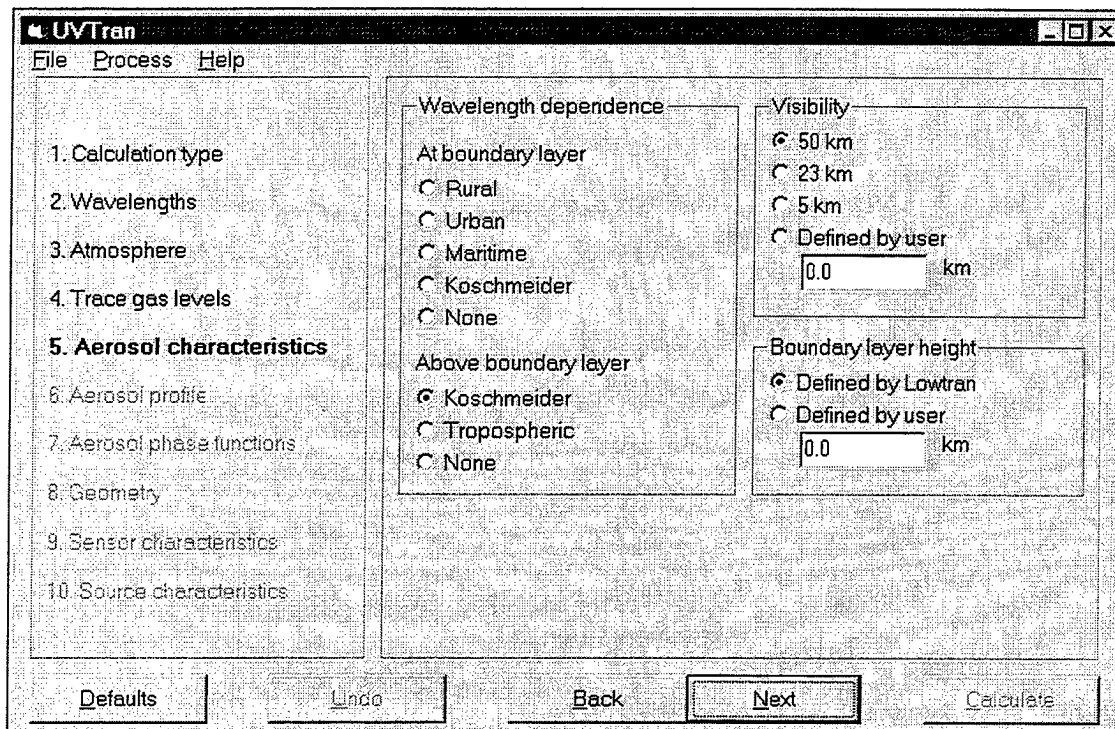 UVTran
File Process Help
1. Calculation type
2. Wavelengths
3. Atmosphere
4. Trace gas levels
5. Aerosol characteristics
6. Aerosol profile
7. Aerosol phase functions
8. Geometry
9. Sensor characteristics
10. Source characteristics
Wavelength dependence
At boundary layer
Rural
Urban
Maritime
Koschmeider
None
Above boundary layer
Koschmeider
Tropospheric
None
Visibility
50 km
23 km
5 km
Defined by user
0.0 km
Boundary layer height
Defined by Lowtran
Defined by user
0.0 km
Defaults Undo Back Next Calculate